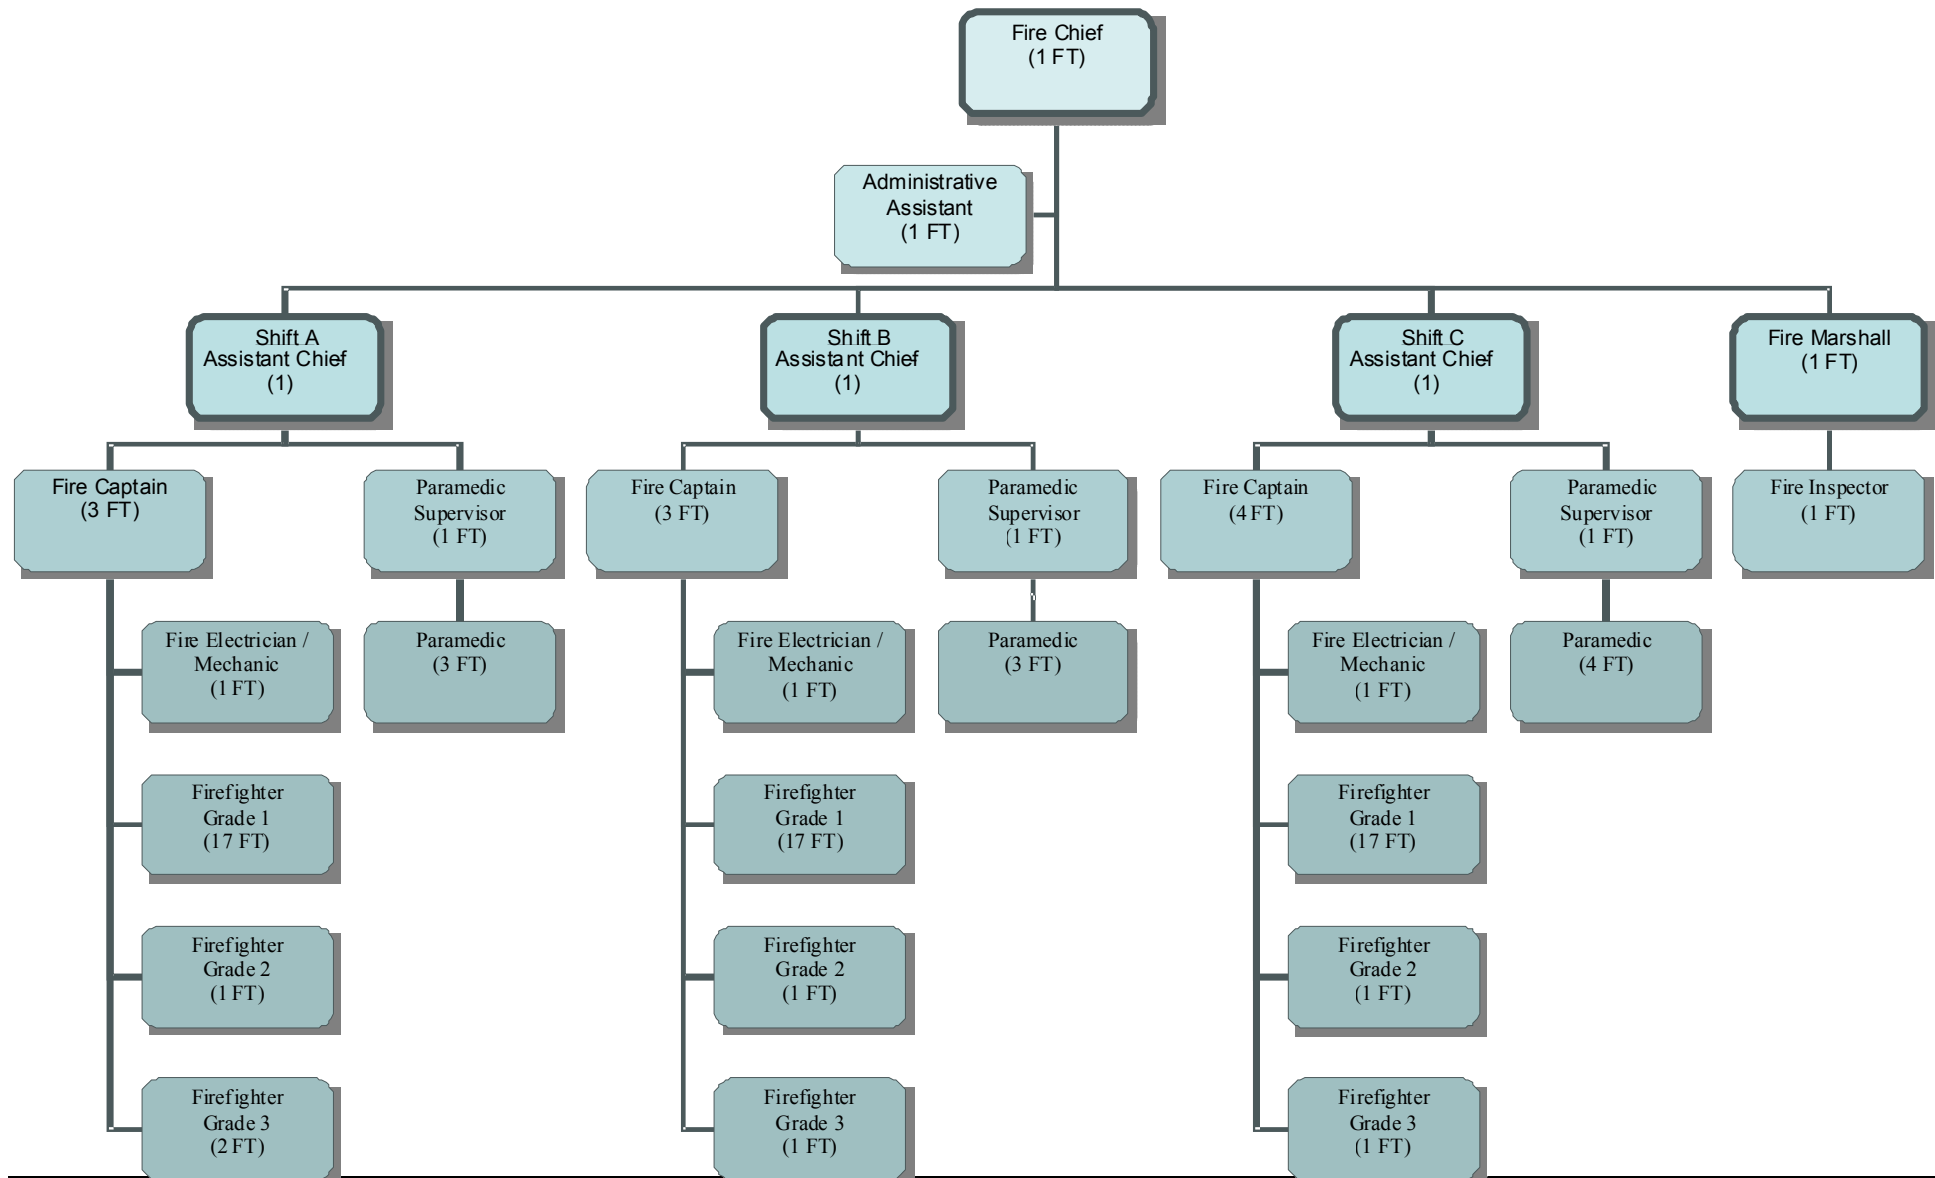 Fire Chief
(1 FT)
Administrative
Assistant
(1 FT)
Shift A
Assistant Chief
(1)
Shift B
Assistant Chief
(1)
Shift C
Assistant Chief
(1)
Fire Marshall
(1 FT)
Fire Captain
(3 FT)
Paramedic
Supervisor
(1 FT)
Fire Captain
(3 FT)
Paramedic
Supervisor
(1 FT)
Fire Captain
(4 FT)
Paramedic
Supervisor
(1 FT)
Fire Inspector
(1 FT)
Fire Electrician /
Mechanic
(1 FT)
Paramedic
(3 FT)
Fire Electrician /
Mechanic
(1 FT)
Paramedic
(3 FT)
Fire Electrician /
Mechanic
(1 FT)
Paramedic
(4 FT)
Firefighter
Grade 1
(17 FT)
Firefighter
Grade 1
(17 FT)
Firefighter
Grade 1
(17 FT)
Firefighter
Grade 2
(1 FT)
Firefighter
Grade 2
(1 FT)
Firefighter
Grade 2
(1 FT)
Firefighter
Grade 3
(2 FT)
Firefighter
Grade 3
(1 FT)
Firefighter
Grade 3
(1 FT)